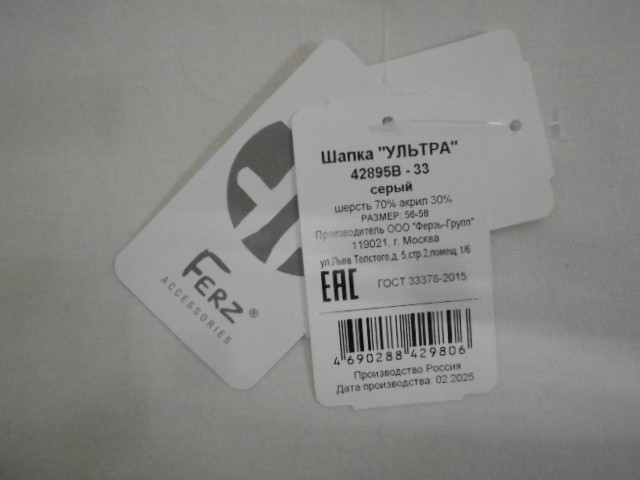 Шапка "УЛЬТРА"
42895В - 33
серый
шерсть 70% акрил 30%
РАЗМЕР: 56-58
Производитель ООО "Ферзь-Групп"
119021. г. Москва
ул.Льва Толстого,д. 5,стр.2,помещ 1/6
ЕАС ГОСТ 33378-2015
4 690288 429806
Производство Россия
Дата производства 02.2025
FERZ ®
ACCESSORIES